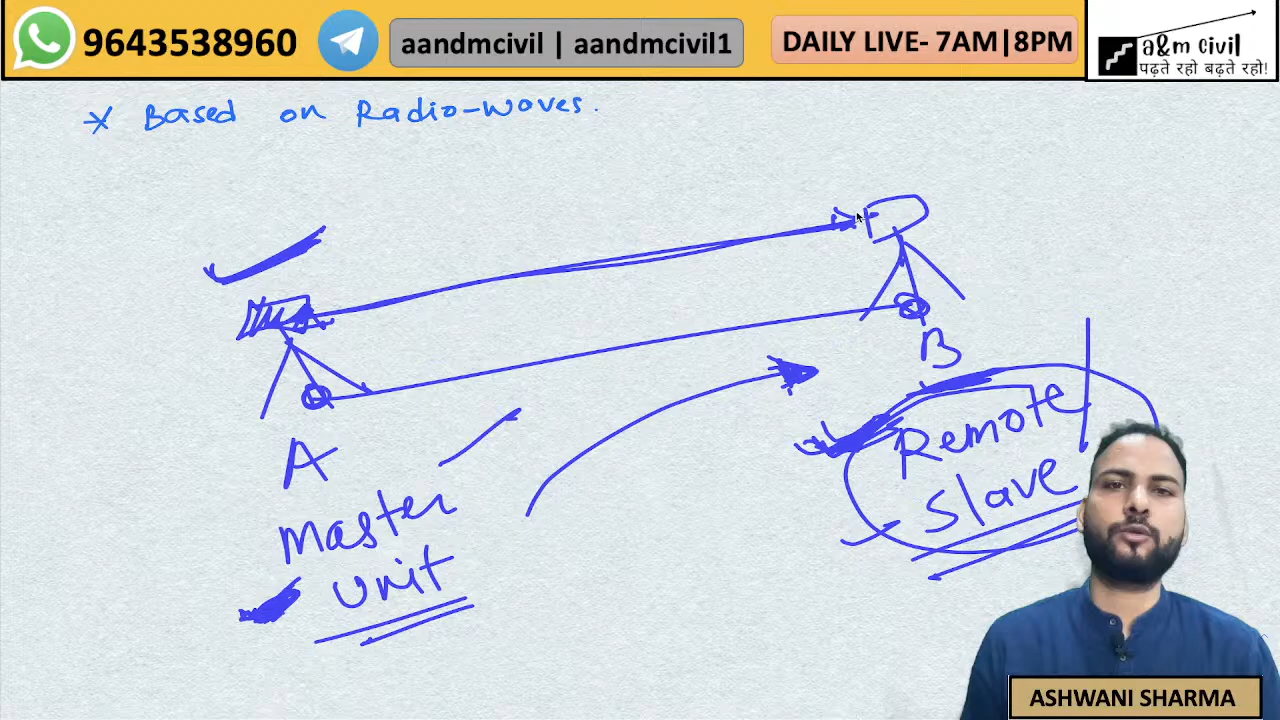 9643538960
aandmcivil | aandmcivil1
DAILY LIVE- 7AM|8PM
a&m civil
पढ़ते रहो बढ़ते रहो!
* Based on Radio-waves.
A
B
Master
unit
Remote
Slave
ASHWANI SHARMA